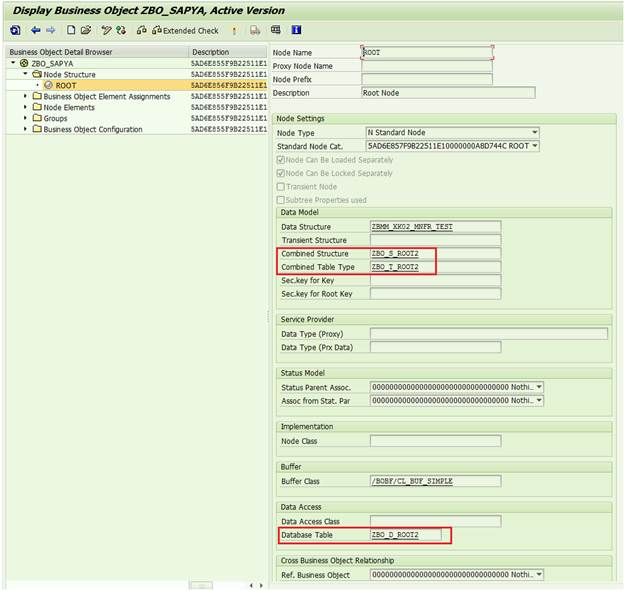 Display Business Object ZBO_SAPYA, Active Version
Extended Check
Business Object Detail Browser Description
ZBO_SAPYA 5AD6E855F9B22511E1
Node Structure 5AD6E855F9B22511E1
ROOT 5AD6E856F9B22511E1
Business Object Element Assignments 5AD6E855F9B22511E1
Node Elements 5AD6E855F9B22511E1
Groups 5AD6E855F9B22511E1
Business Object Configuration 5AD6E855F9B22511E1
Node Name ROOT
Proxy Node Name
Node Prefix
Description Root Node
Node Settings
Node Type N Standard Node
Standard Node Cat. 5AD6E857F9B22511E10000000A8D744C ROOT
Node Can Be Loaded Separately
Node Can Be Locked Separately
Transient Node
Subtree Properties used
Data Model
Data Structure ZBMM_XK02_MNFR_TEST
Transient Structure
Combined Structure ZBO_S_ROOT2
Combined Table Type ZBO_T_ROOT2
Sec.key for Key
Sec.key for Root Key
Service Provider
Data Type (Proxy)
Data Type (Prx Data)
Status Model
Status Parent Assoc. 00000000000000000000000000000000 Nothi..
Assoc from Stat. Par 00000000000000000000000000000000 Nothi..
Implementation
Node Class
Buffer
Buffer Class /BOBF/CL_BUF_SIMPLE
Data Access
Data Access Class
Database Table ZBO_D_ROOT2
Cross Business Object Relationship
Ref. Business Object 00000000000000000000000000000000 Nothi..